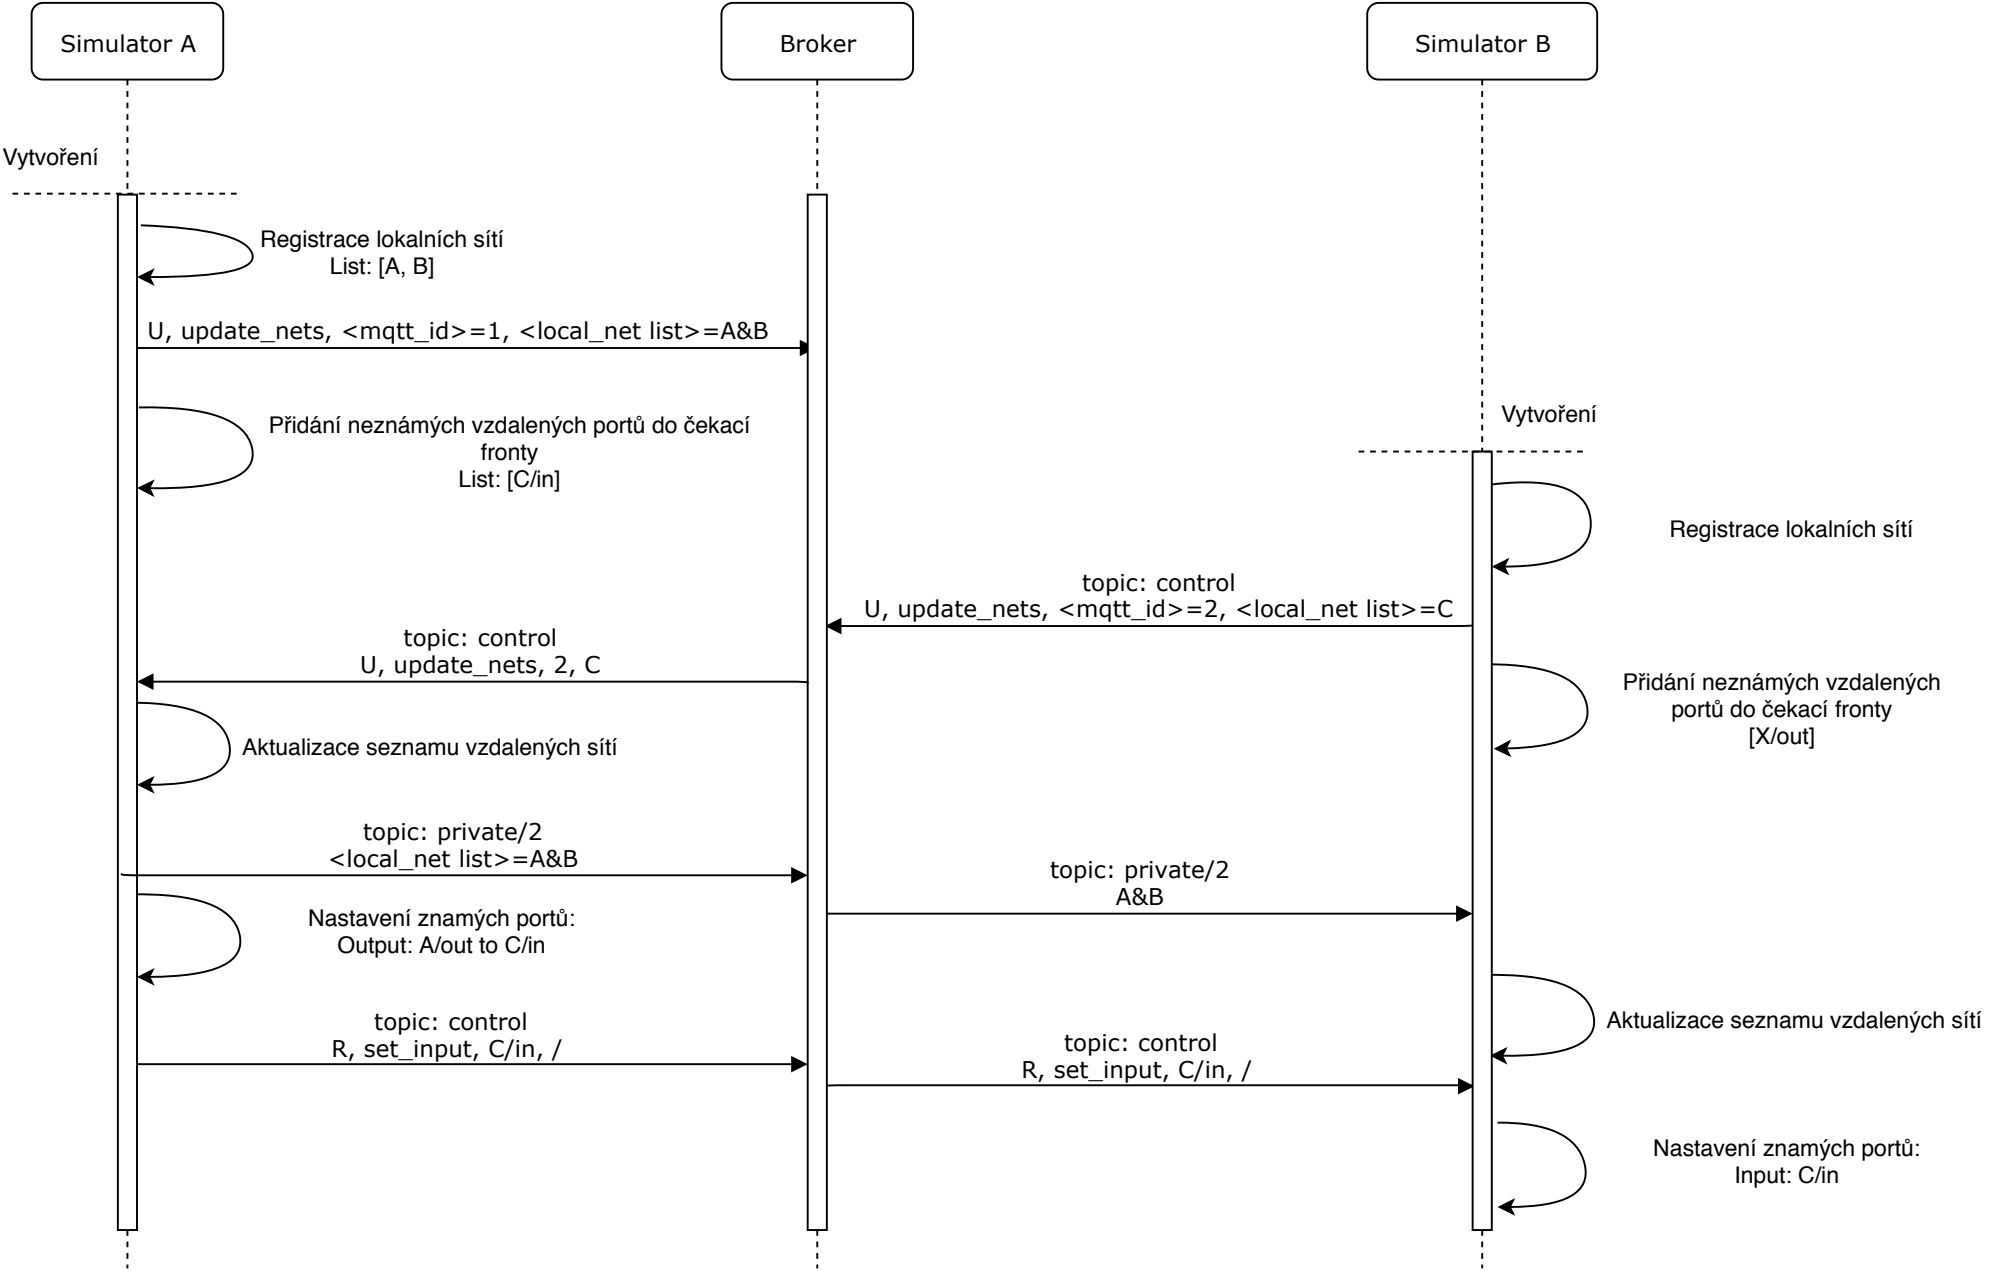 Simulator A
Broker
Simulator B
Vytvoření
Registrace lokalních sítí
List: [A, B]
U, update_nets, <mqtt_id>=1, <local_net list>=A&B
Přidání neznámých vzdalených portů do čekací
fronty
List: [C/in]
Vytvoření
Registrace lokalních sítí
topic: control
U, update_nets, <mqtt_id>=2, <local_net list>=C
topic: control
U, update_nets, 2, C
Přidání neznámých vzdalených
portů do čekací fronty
[X/out]
Aktualizace seznamu vzdalených sítí
topic: private/2
<local_net list>=A&B
topic: private/2
A&B
Nastavení znamých portů:
Output: A/out to C/in
Aktualizace seznamu vzdalených sítí
topic: control
R, set_input, C/in, /
topic: control
R, set_input, C/in, /
Nastavení znamých portů:
Input: C/in